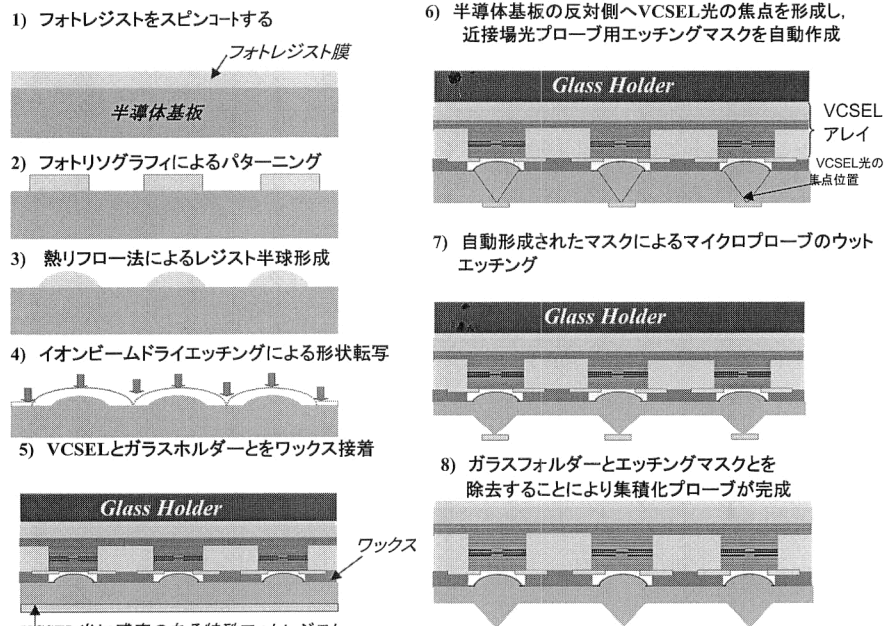 1) フォトレジストをスピンコートする
フォトレジスト膜
半導体基板
2) フォトリソグラフィによるパターニング
3) 熱リフロー法によるレジスト半球形成
4) イオンビームドライエッチングによる形状転写
5) VCSELとガラスホルダーとをワックス接着
Glass Holder
ワックス
6) 半導体基板の反対側へVCSEL光の焦点を形成し,
近接場光プローブ用エッチングマスクを自動作成
Glass Holder
VCSEL
アレイ
VCSEL光の
焦点位置
7) 自動形成されたマスクによるマイクロプローブのウット
エッチング
Glass Holder
8) ガラスフォルダーとエッチングマスクとを
除去することにより集積化プローブが完成